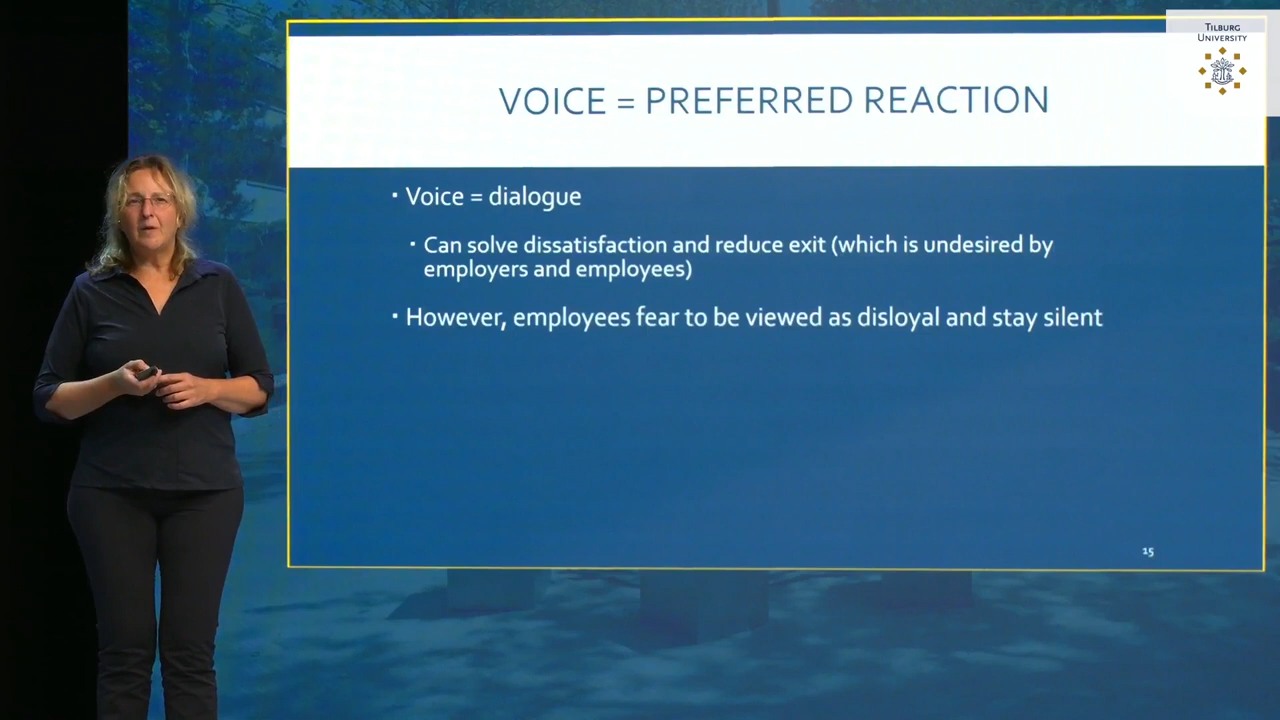 TILBURG
UNIVERSITY
VOICE = PREFERRED REACTION
▪ Voice = dialogue
▪ Can solve dissatisfaction and reduce exit (which is undesired by
employers and employees)
▪ However, employees fear to be viewed as disloyal and stay silent
15